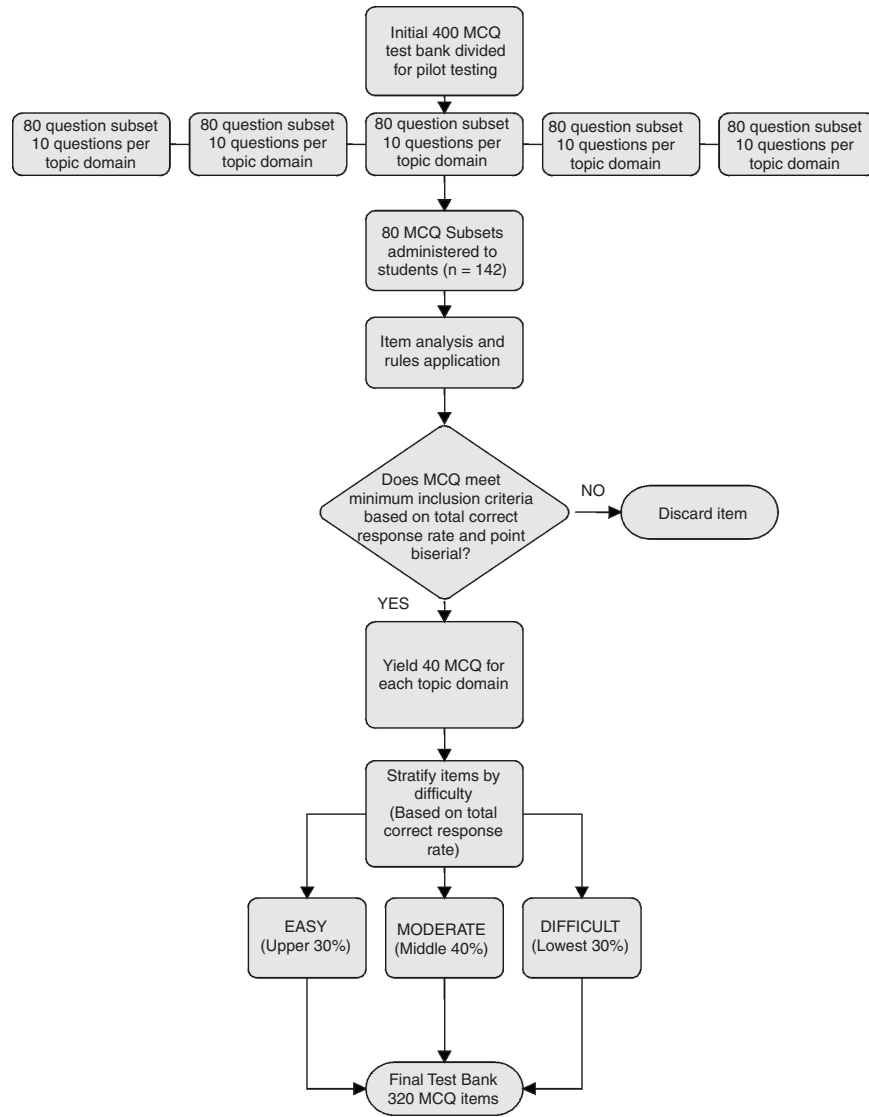 Initial 400 MCQ
test bank divided
for pilot testing
80 question subset
10 questions per
topic domain
80 question subset
10 questions per
topic domain
80 question subset
10 questions per
topic domain
80 question subset
10 questions per
topic domain
80 question subset
10 questions per
topic domain
80 MCQ Subsets
administered to
students (n = 142)
Item analysis and
rules application
Does MCQ meet
minimum inclusion criteria
based on total correct
response rate and point
biserial?
NO
Discard item
YES
Yield 40 MCQ for
each topic domain
Stratify items by
difficulty
(Based on total
correct response
rate)
EASY
(Upper 30%)
MODERATE
(Middle 40%)
DIFFICULT
(Lowest 30%)
Final Test Bank
320 MCQ items